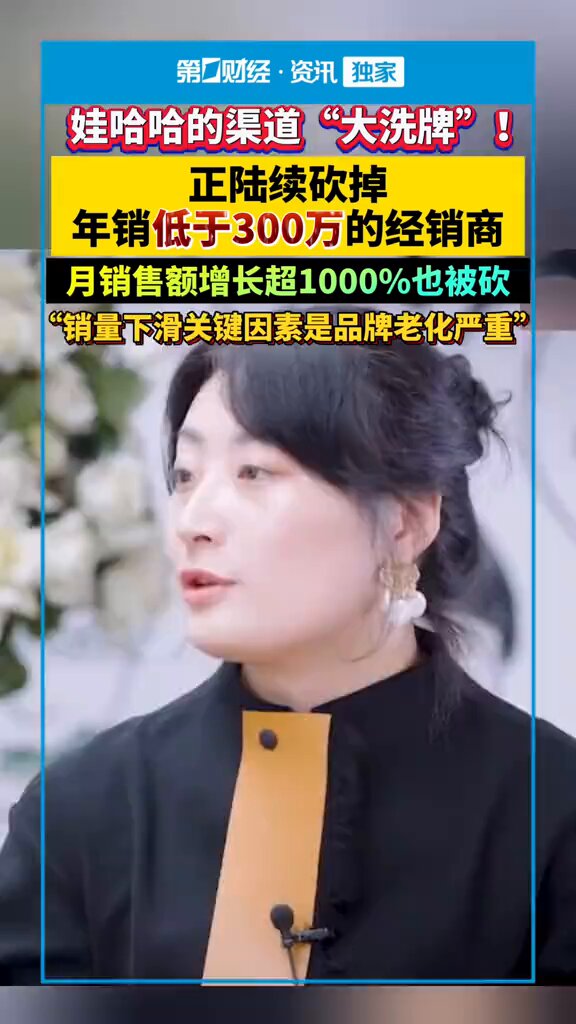 第一财经·资讯 独家
娃哈哈的渠道“大洗牌”！
正陆续砍掉
年销低于300万的经销商
月销售额增长超1000%也被砍
“销量下滑关键因素是品牌老化严重”